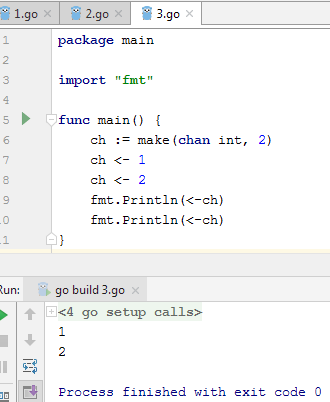 1.go × 2.go × 3.go ×
1 package main
2
3 import "fmt"
4
5 func main() {
6 ch := make(chan int, 2)
7 ch <- 1
8 ch <- 2
9 fmt.Println(<-ch)
10 fmt.Println(<-ch)
11 }
Run: go build 3.go ×
<4 go setup calls>
1
2
Process finished with exit code 0